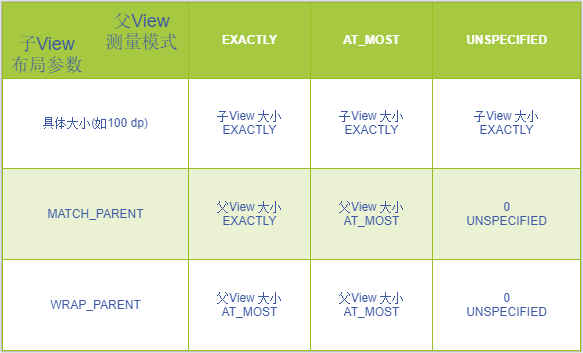 父View
测量模式
子View
布局参数
EXACTLY
AT_MOST
UNSPECIFIED
具体大小(如100 dp)
子View 大小
EXACTLY
子View 大小
EXACTLY
子View 大小
EXACTLY
MATCH_PARENT
父View 大小
EXACTLY
父View 大小
AT_MOST
0
UNSPECIFIED
WRAP_PARENT
父View 大小
AT_MOST
父View 大小
AT_MOST
0
UNSPECIFIED